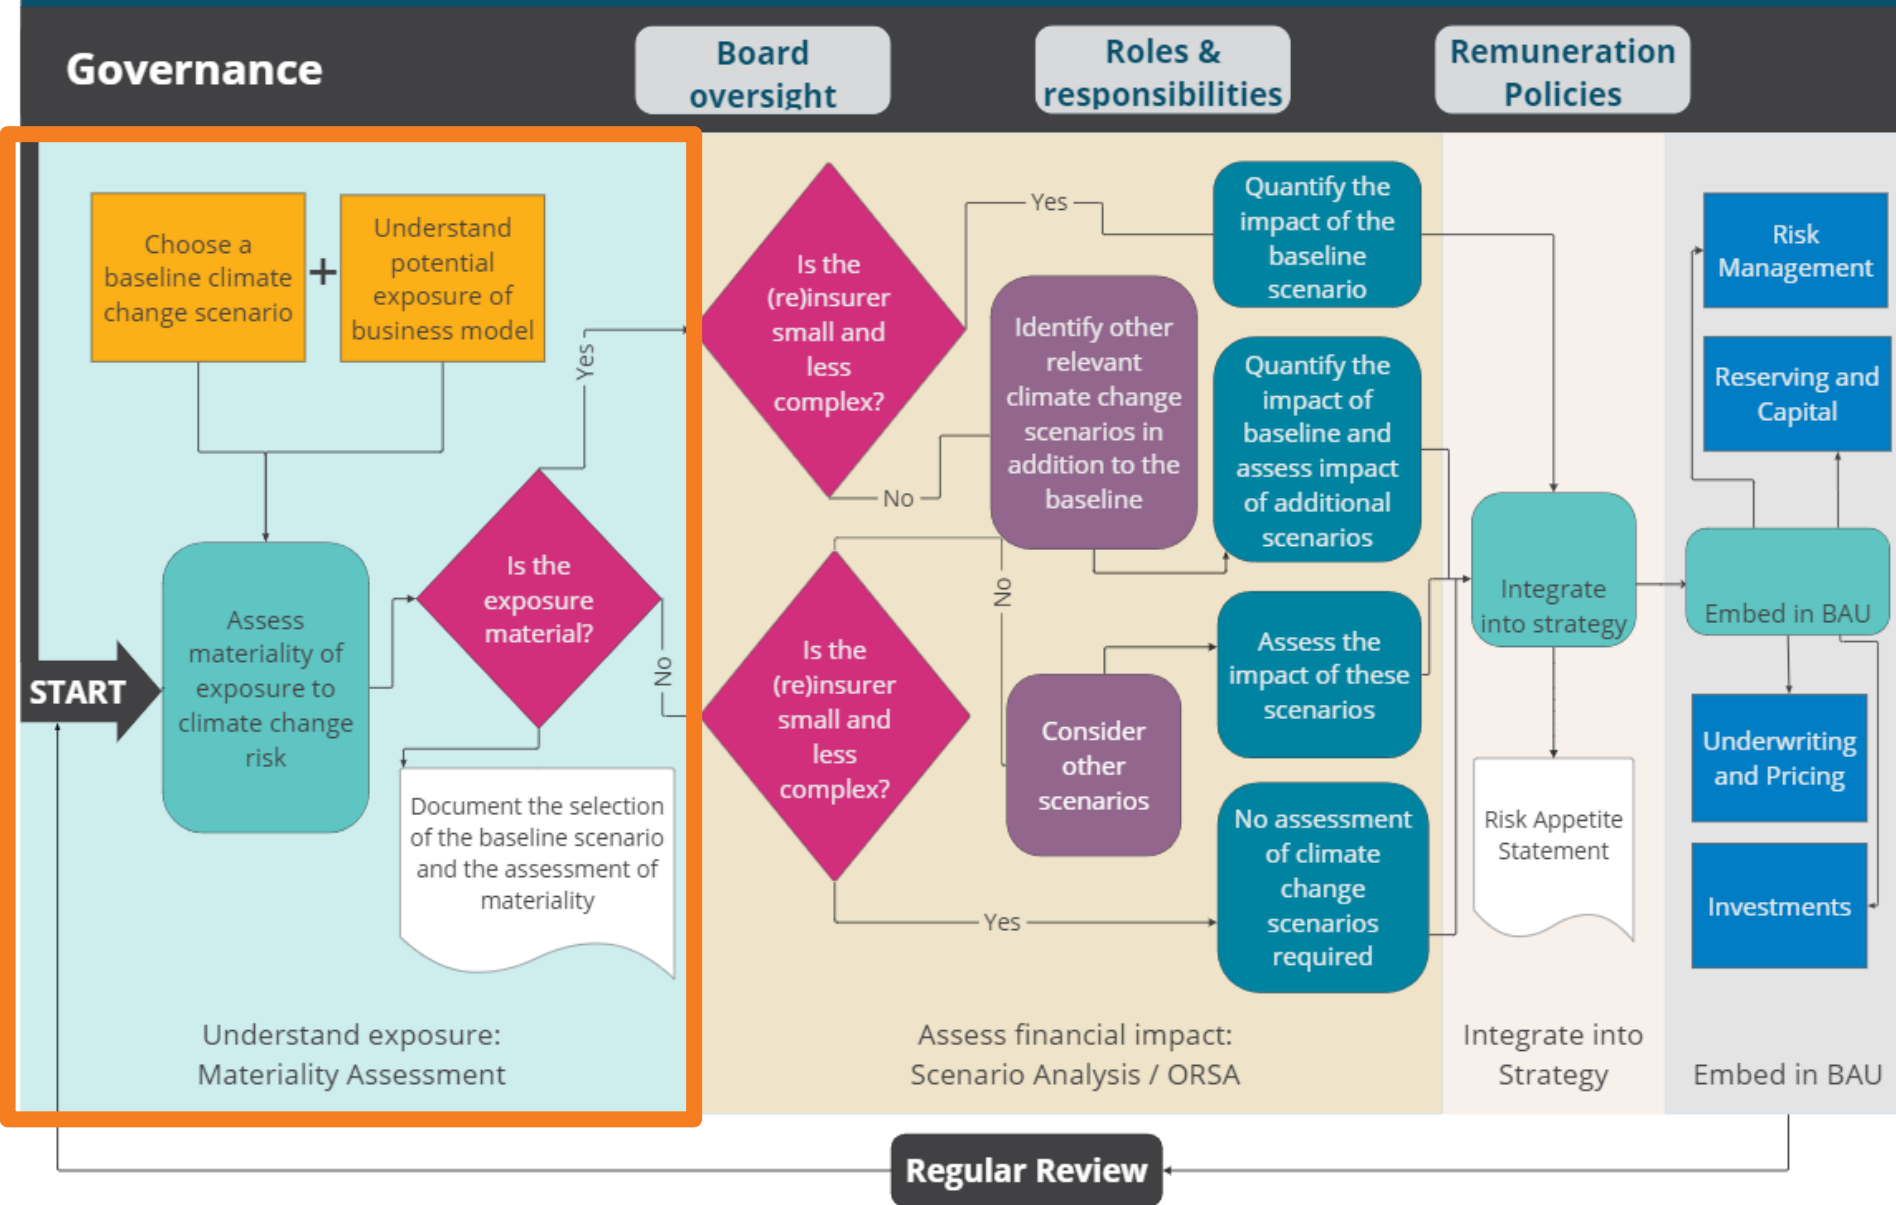 Governance
Board
oversight
Roles &
responsibilities
Remuneration
Policies
Choose a
baseline climate
change scenario
+
Understand
potential
exposure of
business model
START
Assess
materiality of
exposure to
climate change
risk
Is the
exposure
material?
Yes
No
Document the selection
of the baseline scenario
and the assessment of
materiality
Understand exposure:
Materiality Assessment
Is the
(re)insurer
small and
less
complex?
Yes
No
Identify other
relevant
climate change
scenarios in
addition to the
baseline
Quantify the
impact of the
baseline
scenario
Quantify the
impact of
baseline and
assess impact
of additional
scenarios
Is the
(re)insurer
small and
less
complex?
No
Yes
Consider
other
scenarios
Assess the
impact of these
scenarios
No assessment
of climate
change
scenarios
required
Assess financial impact:
Scenario Analysis / ORSA
Integrate
into strategy
Risk Appetite
Statement
Integrate into
Strategy
Risk
Management
Reserving and
Capital
Embed in BAU
Underwriting
and Pricing
Investments
Embed in BAU
Regular Review